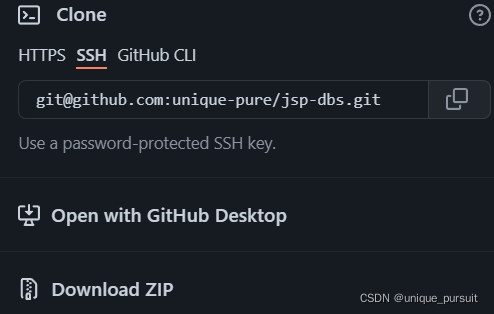 Clone
HTTPS SSH GitHub CLI
git@github.com:unique-pure/jsp-dbs.git
Use a password-protected SSH key.
Open with GitHub Desktop
Download ZIP
CSDN @unique_pursuit